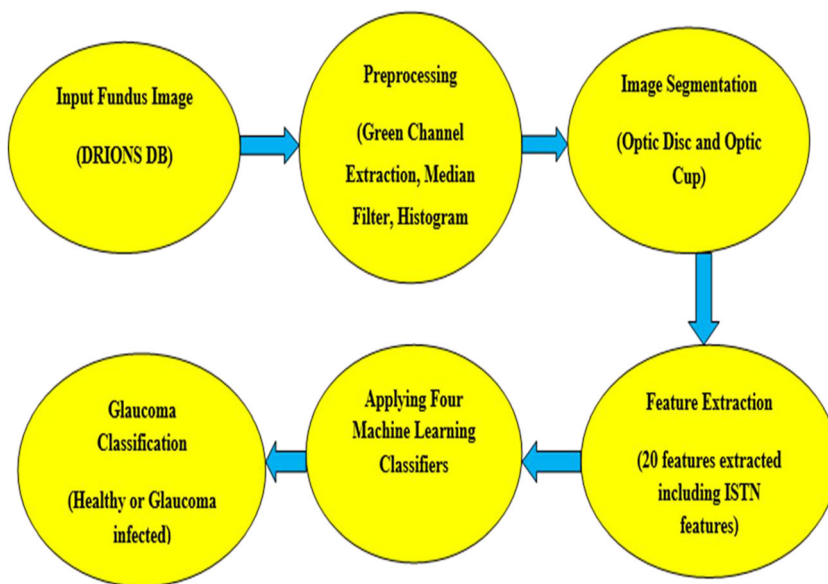 Input Fundus Image
(DRIONS DB)
Preprocessing
(Green Channel
Extraction, Median
Filter, Histogram
Image Segmentation
(Optic Disc and Optic
Cup)
Feature Extraction
(20 features extracted
including ISTN
features)
Applying Four
Machine Learning
Classifiers
Glaucoma
Classification
(Healthy or Glaucoma
infected)